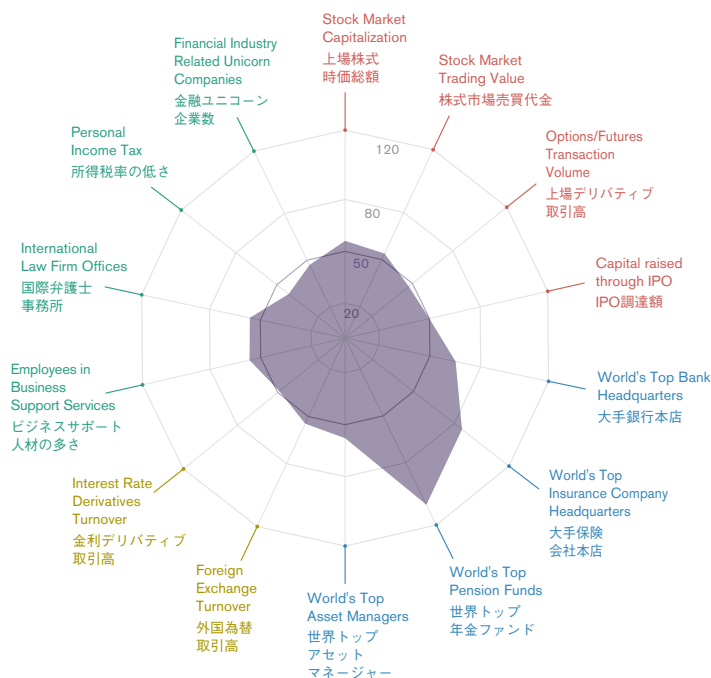 Stock Market
Capitalization
上場株式
時価総額
Stock Market
Trading Value
株式市場売買代金
Options/Futures
Transaction
Volume
上場デリバティブ
取引高
Capital raised
through IPO
IPO調達額
World's Top Bank
Headquarters
大手銀行本店
World's Top
Insurance Company
Headquarters
大手保険
会社本店
World's Top
Pension Funds
世界トップ
年金ファンド
World's Top
Asset Managers
世界トップ
アセット
マネージャー
Foreign
Exchange
Turnover
外国為替
取引高
Interest Rate
Derivatives
Turnover
金利デリバティブ
取引高
Employees in
Business
Support Services
ビジネスサポート
人材の多さ
International
Law Firm Offices
国際弁護士
事務所
Personal
Income Tax
所得税率の低さ
Financial Industry
Related Unicorn
Companies
金融ユニコーン
企業数
120
80
50
20